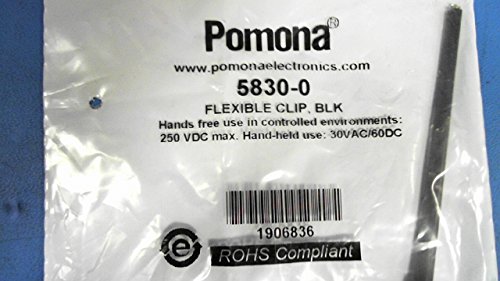 Pomona®
www.pomonaelectronics.com
5830-0
FLEXIBLE CLIP, BLK
Hands free use in controlled environments:
250 VDC max. Hand-held use: 30VAC/60DC
1906836
e
ROHS Compliant